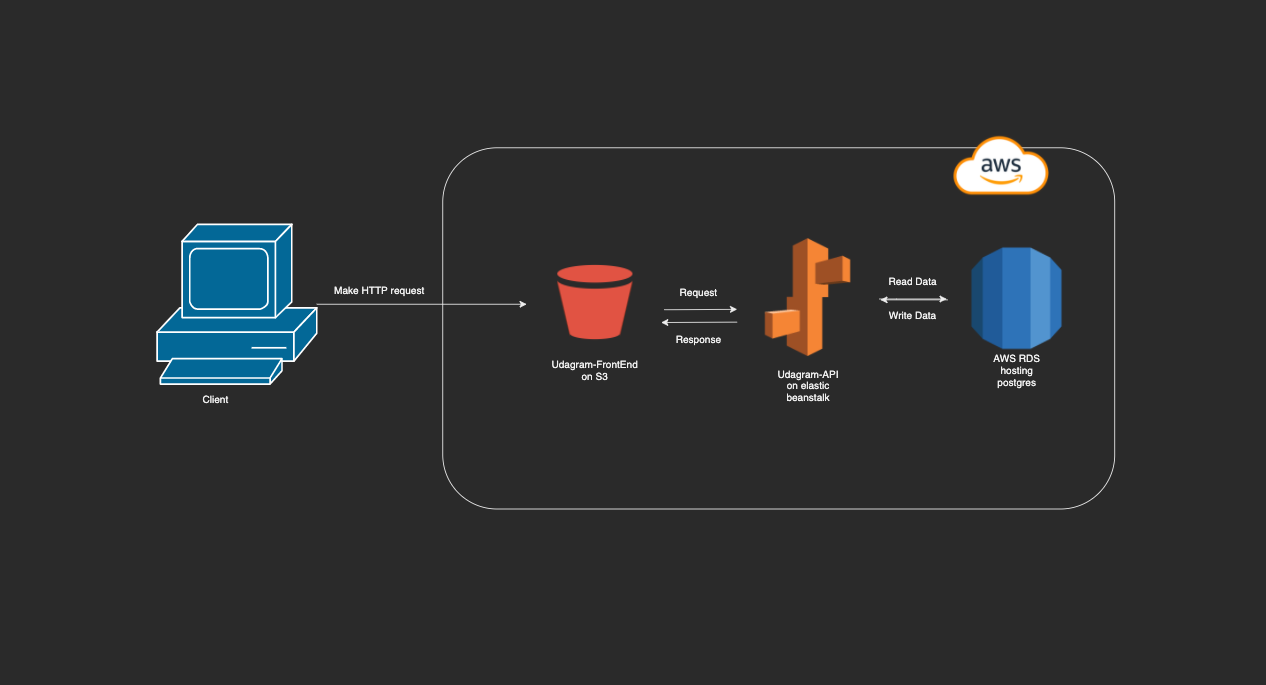 aws
Make HTTP request
Client
Udagram-FrontEnd
on S3
Request
Response
Udagram-API
on elastic
beanstalk
Read Data
Write Data
AWS RDS
hosting
postgres